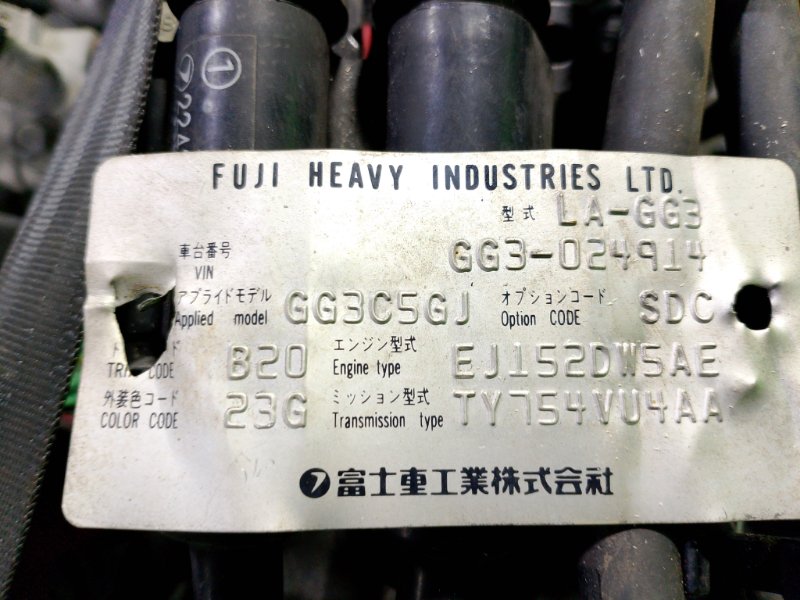 ①
22A
FUJI HEAVY INDUSTRIES LTD.
型式 LA-GG3
車台番号 VIN GG3-024914
アプライドモデル Applied model GG3C5GJ オプションコード Option CODE SDC
CODE B20 エンジン型式 Engine type EJ152DW5AE
外装色コード COLOR CODE 23G ミッション型式 Transmission type TY754VU4AA
富士重工業株式会社